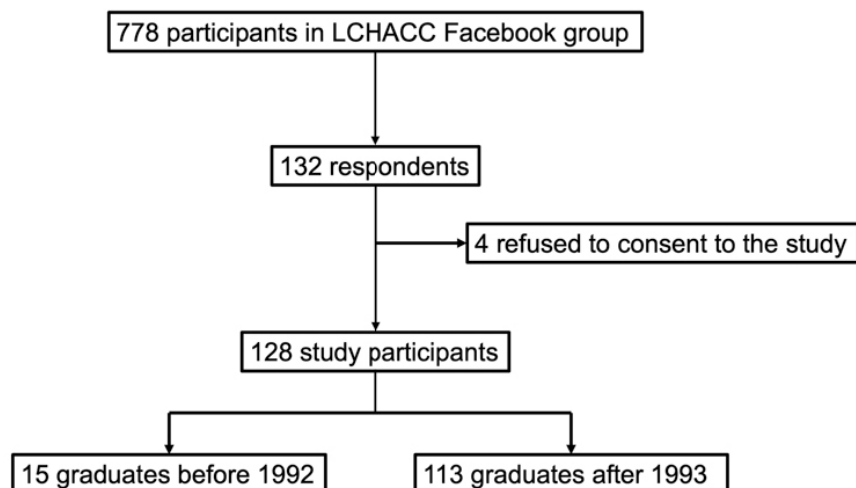 778 participants in LCHACC Facebook group
132 respondents
4 refused to consent to the study
128 study participants
15 graduates before 1992
113 graduates after 1993